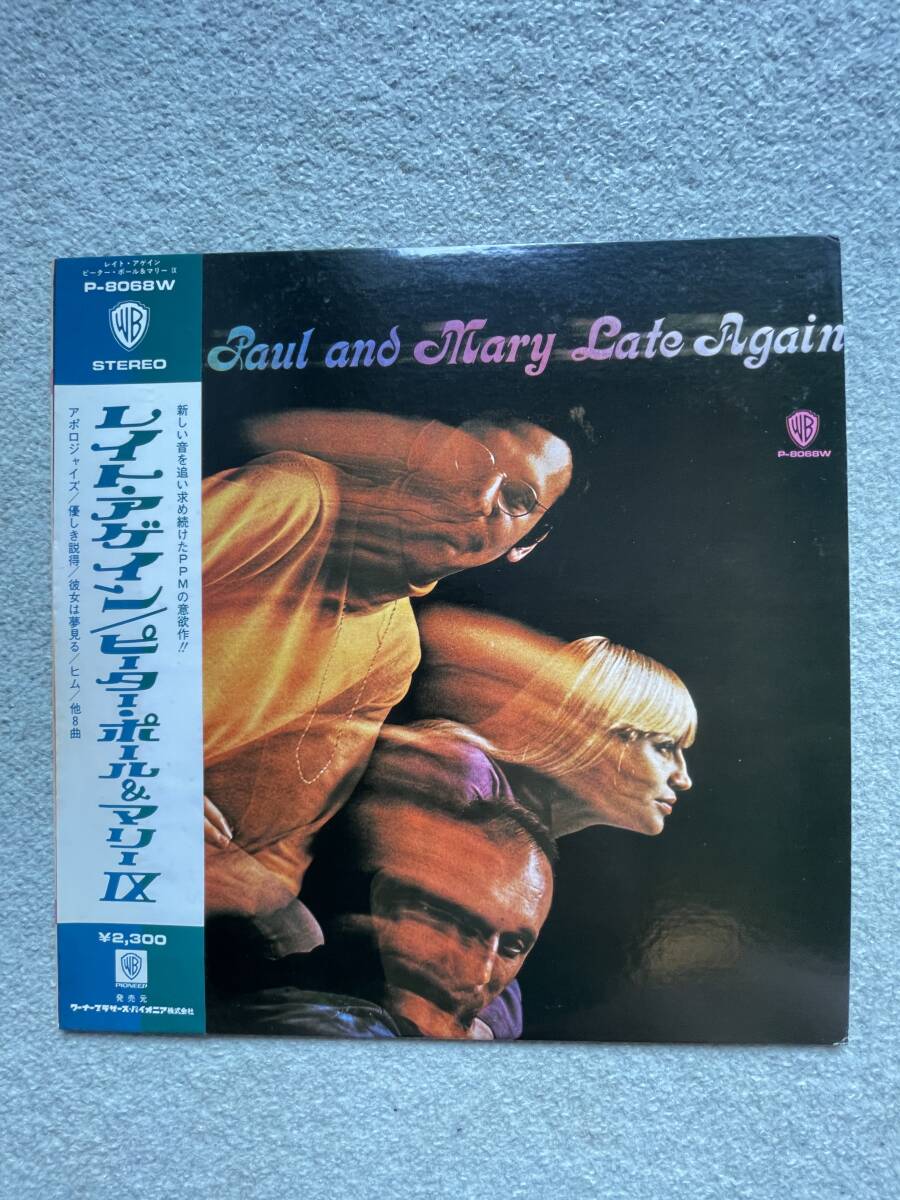 レイト・アゲイン
ピーター・ポール&マリー IX
P-8068W
WB
STEREO
新しい音を追い求め続けたPPMの意欲作!!
レイト・アゲイン/ピーター・ポール&マリーIX
アポロジャイズ/優しき説得/彼女は夢見る/ヒム/他8曲
¥2,300
WB
PIONEER
発売元
ワーナーブラザーズ・パイオニア株式会社
Paul and Mary Late Again
WB
P-8068W